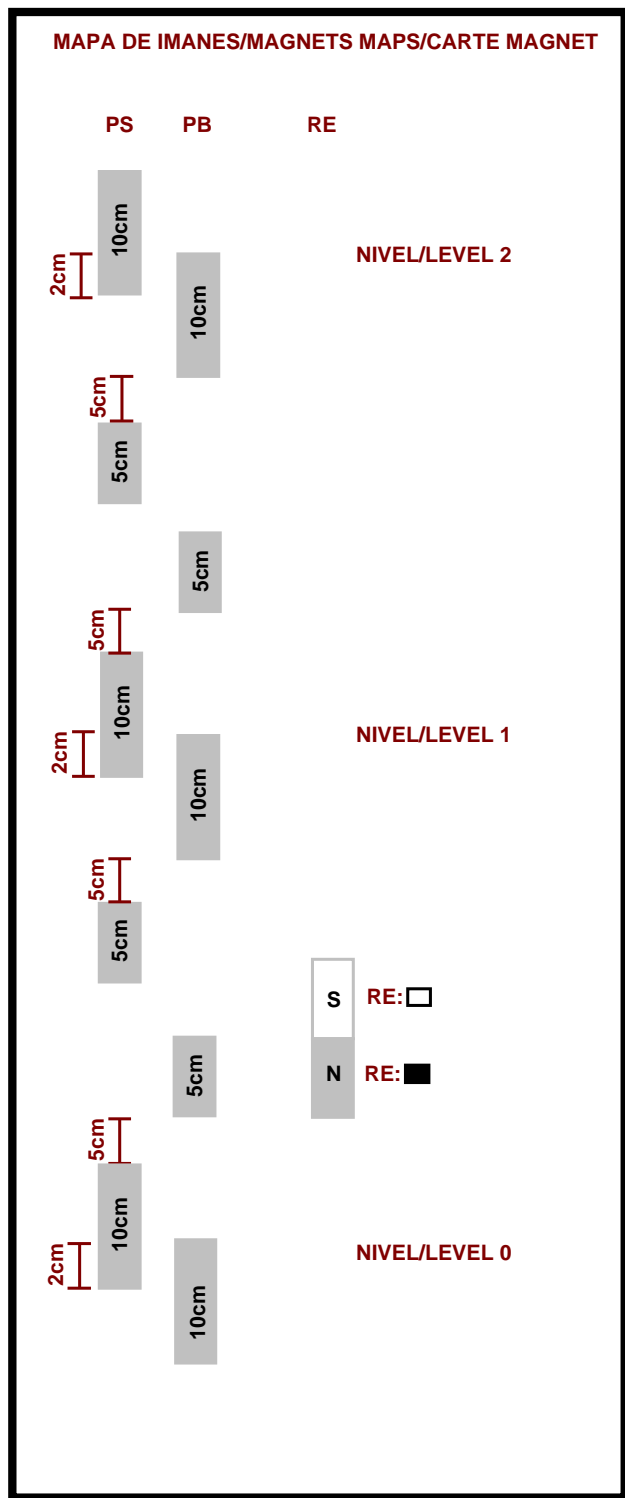 MAPA DE IMANES/MAGNETS MAPS/CARTE MAGNET
PS PB RE
10cm
2cm
10cm
NIVEL/LEVEL 2
5cm
5cm
5cm
5cm
10cm
2cm
10cm
NIVEL/LEVEL 1
5cm
5cm
S RE:
5cm
N RE:
5cm
10cm
2cm
10cm
NIVEL/LEVEL 0